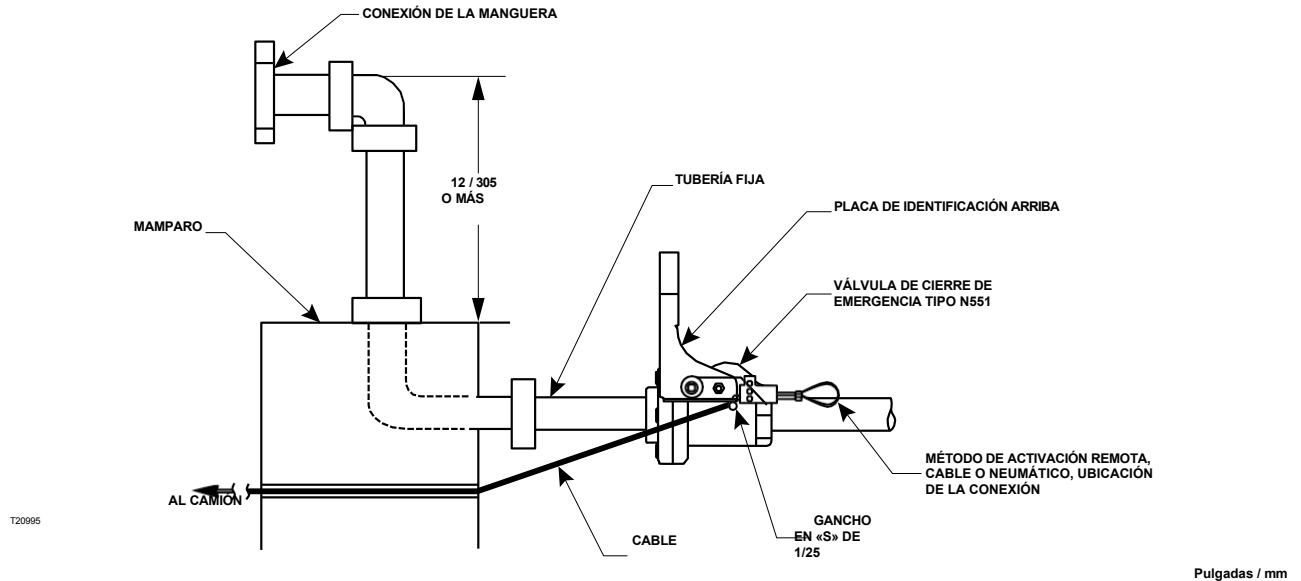 CONEXIÓN DE LA MANGUERA
12 / 305
O MÁS
TUBERÍA FIJA
PLACA DE IDENTIFICACIÓN ARRIBA
MAMPARO
VÁLVULA DE CIERRE DE
EMERGENCIA TIPO N551
MÉTODO DE ACTIVACIÓN REMOTA,
CABLE O NEUMÁTICO, UBICACIÓN
DE LA CONEXIÓN
AL CAMIÓN
T20995
GANCHO
EN «S» DE
1/25
CABLE
Pulgadas / mm